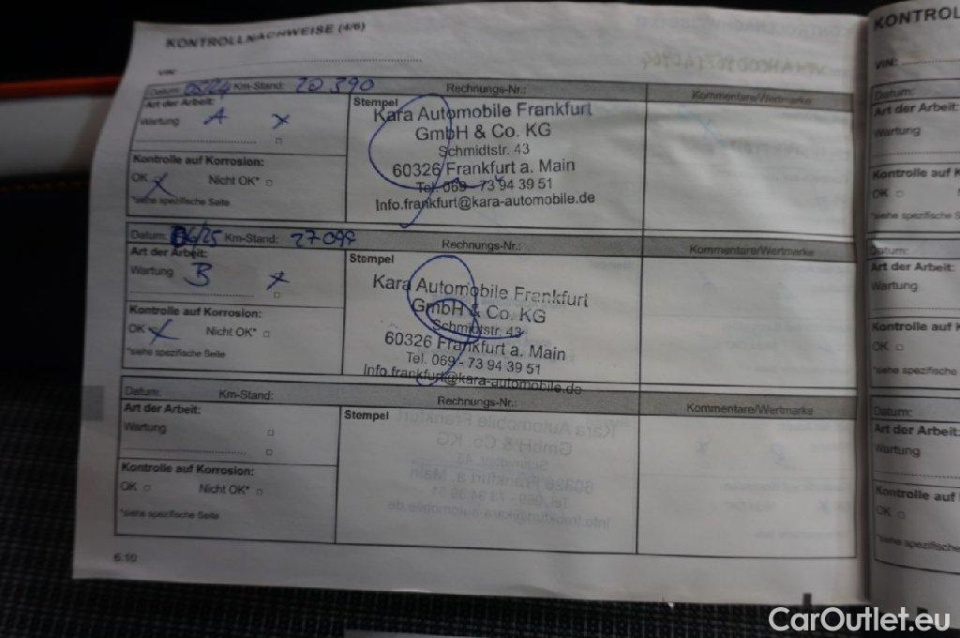 KONTROLLNACHWEISE (4/6)
VIN:
Datum: Km-Stand: 20 390 Rechnungs-Nr.: Kommentare/Wertmarke
Art der Arbeit:
Wartung A x
Stempel
Kara Automobile Frankfurt
GmbH & Co. KG
Schmidtstr. 43
60326 Frankfurt a. Main
Tel. 069 - 73 94 39 51
Info.frankfurt@kara-automobile.de
Kontrolle auf Korrosion:
OK x Nicht OK*
*siehe spezifische Seite
Datum: 06/25 Km-Stand: Rechnungs-Nr.: Kommentare/Wertmarke
Art der Arbeit:
Wartung B x
Stempel
Kara Automobile Frankfurt
GmbH & Co. KG
Schmidtstr. 43
60326 Frankfurt a. Main
Tel. 069 - 73 94 39 51
Info.frankfurt@kara-automobile.de
Kontrolle auf Korrosion:
OK x Nicht OK*
*siehe spezifische Seite
Datum: Km-Stand: Rechnungs-Nr.: Kommentare/Wertmarke
Art der Arbeit:
Wartung
Stempel
Kontrolle auf Korrosion:
OK Nicht OK*
*siehe spezifische Seite
6.10
KONTROL
VIN:
Datum:
Art der Arbeit:
Wartung
Kontrolle auf K
OK
*siehe spezifische
Datum:
Art der Arbeit:
Wartung
Kontrolle auf K
OK
*siehe spezifische
Datum:
Art der Arbeit:
Wartung
Kontrolle auf
OK
*siehe spezifische
CarOutlet.eu